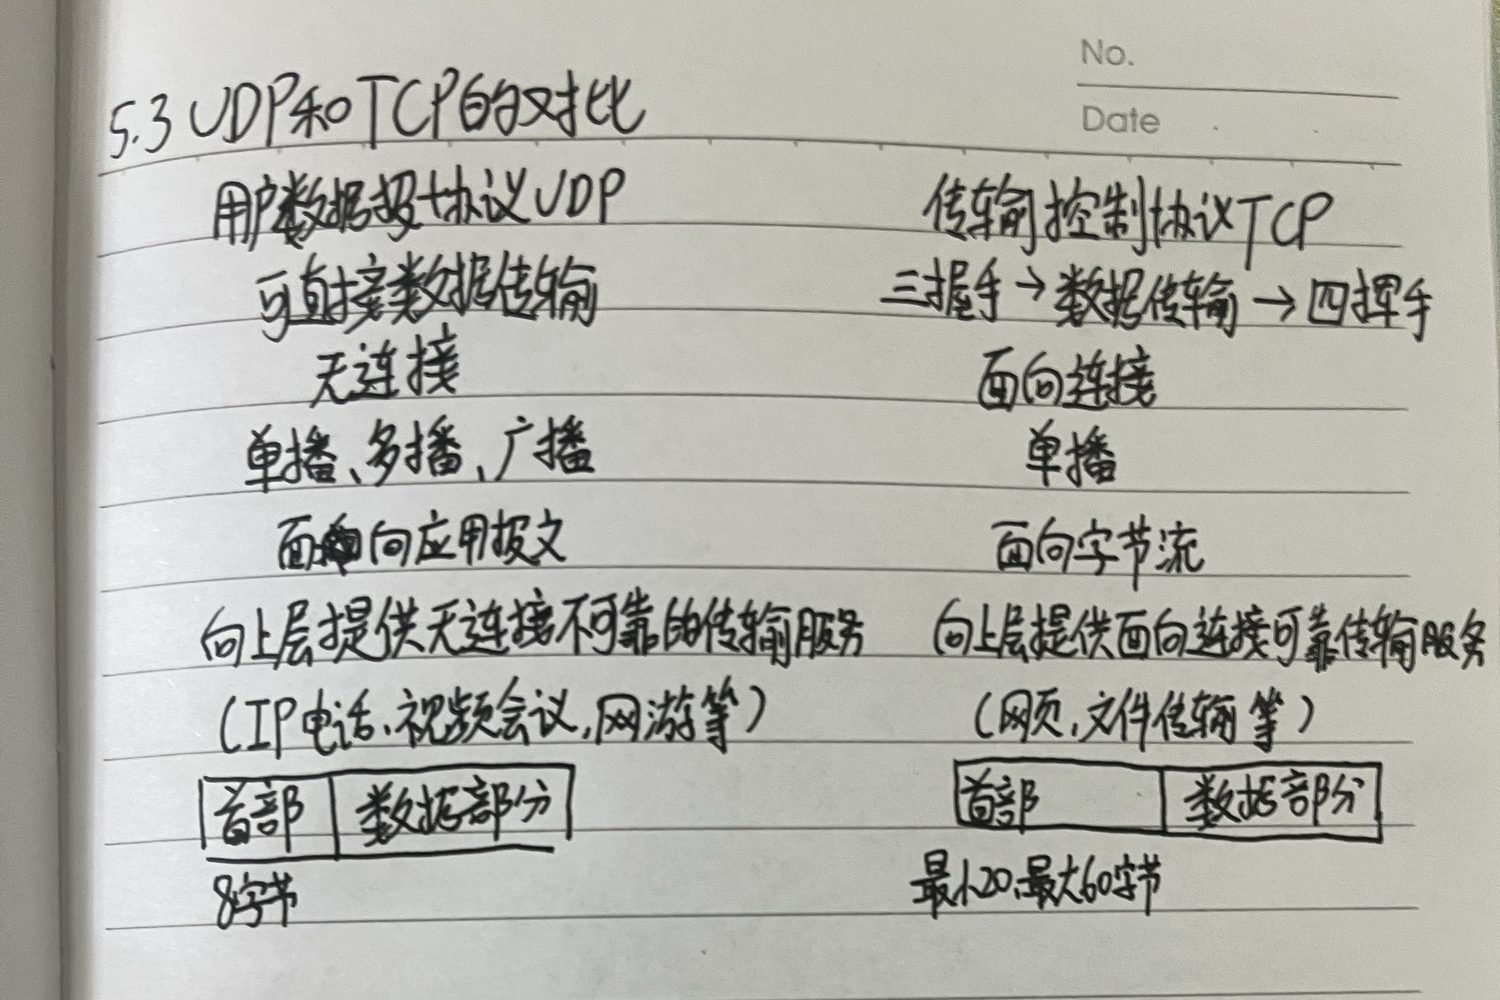 No.
Date
5.3 UDP和TCP的对比
用户数据报协议UDP 传输控制协议TCP
可直接数据传输 三握手→数据传输→四挥手
无连接 面向连接
单播、多播、广播 单播
面向应用报文 面向字节流
向上层提供无连接不可靠的传输服务 向上层提供面向连接可靠传输服务
(IP电话、视频会议,网游等) (网页,文件传输等)
首部 数据部分 首部 数据部分
8字节 最小20、最大60字节